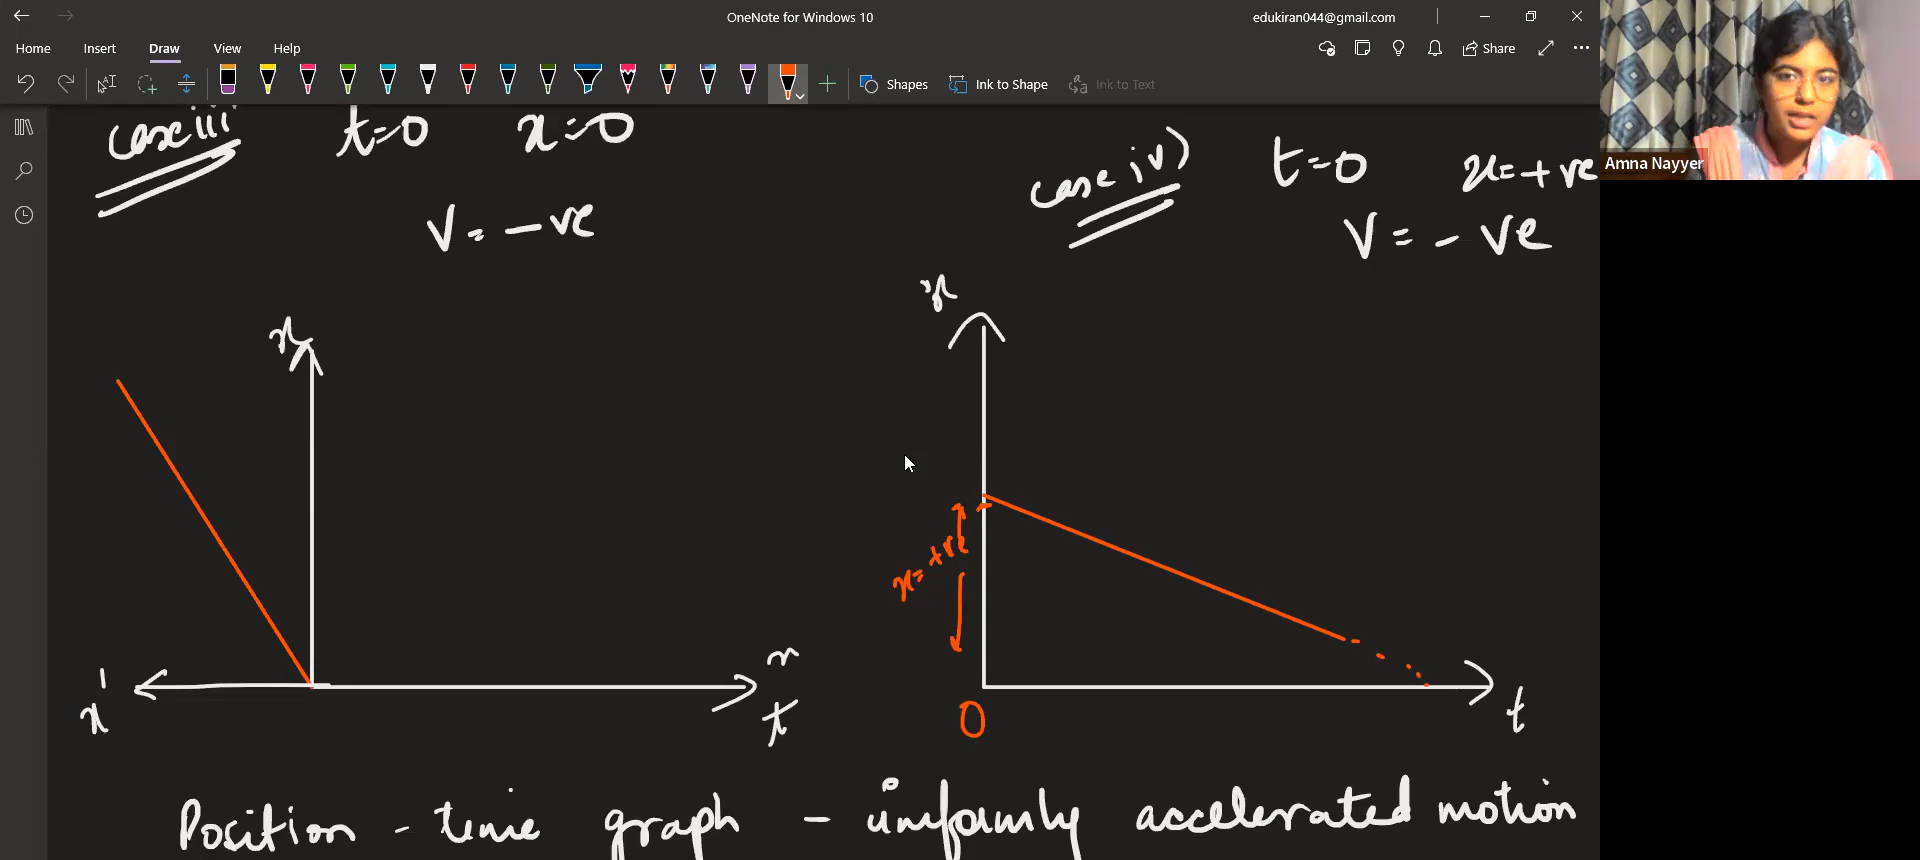 OneNote for Windows 10
edukiran044@gmail.com
Home Insert Draw View Help
Share
Shapes Ink to Shape Ink to Text
Amna Nayyer
case iii) t=0 x=0
V= -ve
case iv) t=0 x=+ve
V= -ve
x
x'
t
x
x=+ve
0
t
Position - time graph - uniformly accelerated motion